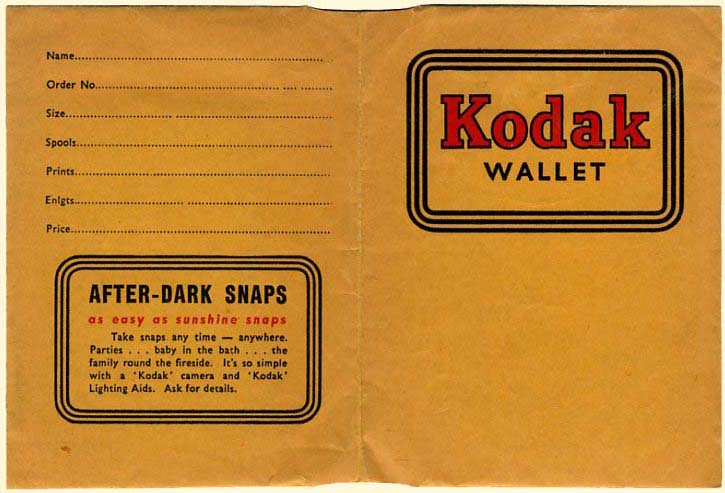 Name................................................................
Order No................................ .... ........
Size.................... ................................
Spools........................................................
Prints........................................................
Enlgts....................... ................................
Price..........................................................
AFTER-DARK SNAPS
as easy as sunshine snaps
Take snaps any time — anywhere.
Parties . . . baby in the bath . . . the
family round the fireside. It's so simple
with a 'Kodak' camera and 'Kodak'
Lighting Aids. Ask for details.
Kodak
WALLET